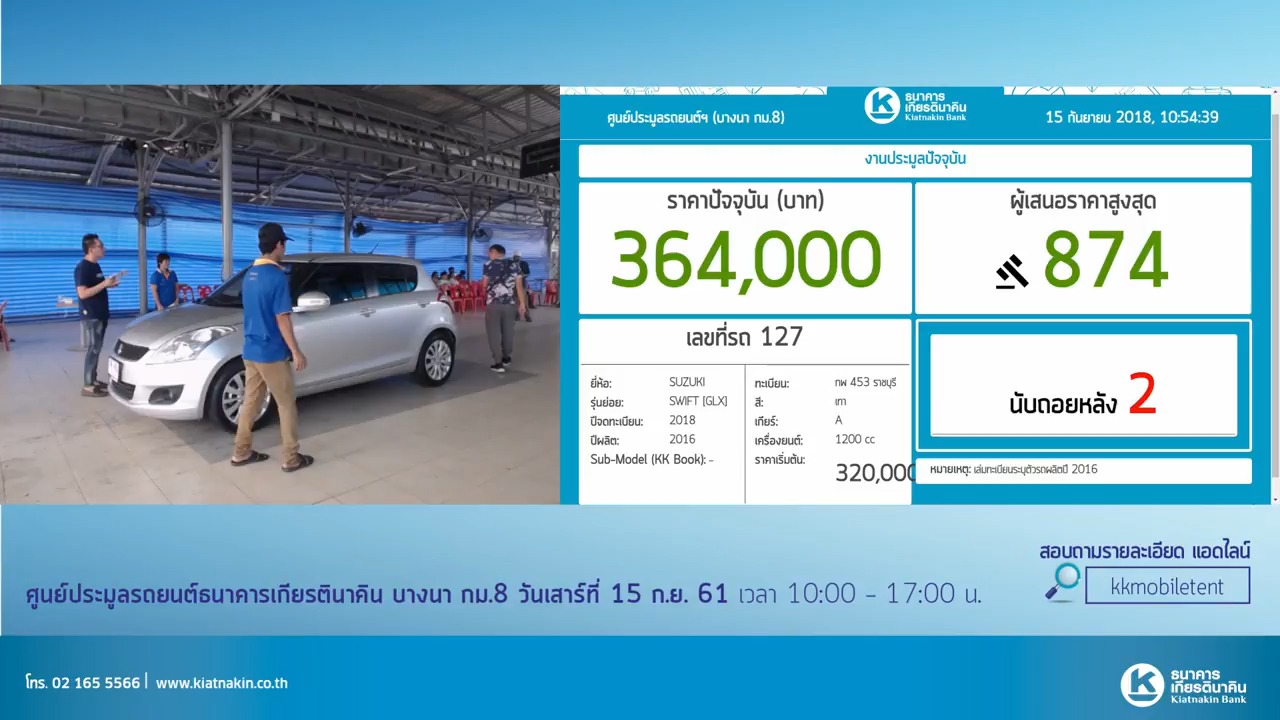 ศูนย์ประมูลรถยนต์ฯ (บางนา กม.8)
ธนาคาร
เกียรตินาคิน
Kiatnakin Bank
15 กันยายน 2018, 10:54:39
งานประมูลปัจจุบัน
ราคาปัจจุบัน (บาท)
364,000
ผู้เสนอราคาสูงสุด
874
เลขที่รถ 127
ยี่ห้อ: SUZUKI
รุ่นย่อย: SWIFT [GLX]
ปีจดทะเบียน: 2018
ปีผลิต: 2016
Sub-Model (KK Book): -
ทะเบียน: กพ 453 ราชบุรี
สี: เทา
เกียร์: A
เครื่องยนต์: 1200 cc
ราคาเริ่มต้น: 320,000
นับถอยหลัง 2
หมายเหตุ: เล่มทะเบียนระบุตัวรถผลิตปี 2016
สอบถามรายละเอียด แอดไลน์
kkmobiletent
ศูนย์ประมูลรถยนต์ธนาคารเกียรตินาคิน บางนา กม.8 วันเสาร์ที่ 15 ก.ย. 61 เวลา 10:00 - 17:00 น.
โทร. 02 165 5566 | www.kiatnakin.co.th
ธนาคาร
เกียรตินาคิน
Kiatnakin Bank